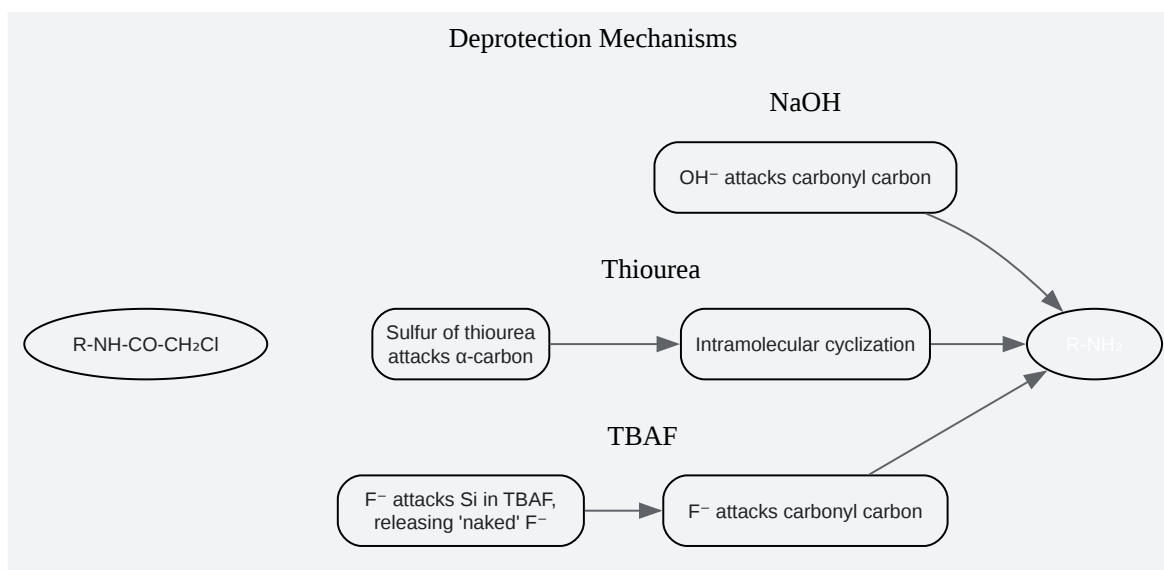 Deprotection Mechanisms
NaOH
OH⁻ attacks carbonyl carbon
Thiourea
R-NH-CO-CH₂Cl
Sulfur of thiourea
attacks α-carbon
Intramolecular cyclization
R-NH₂
TBAF
F⁻ attacks Si in TBAF,
releasing 'naked' F⁻
F⁻ attacks carbonyl carbon